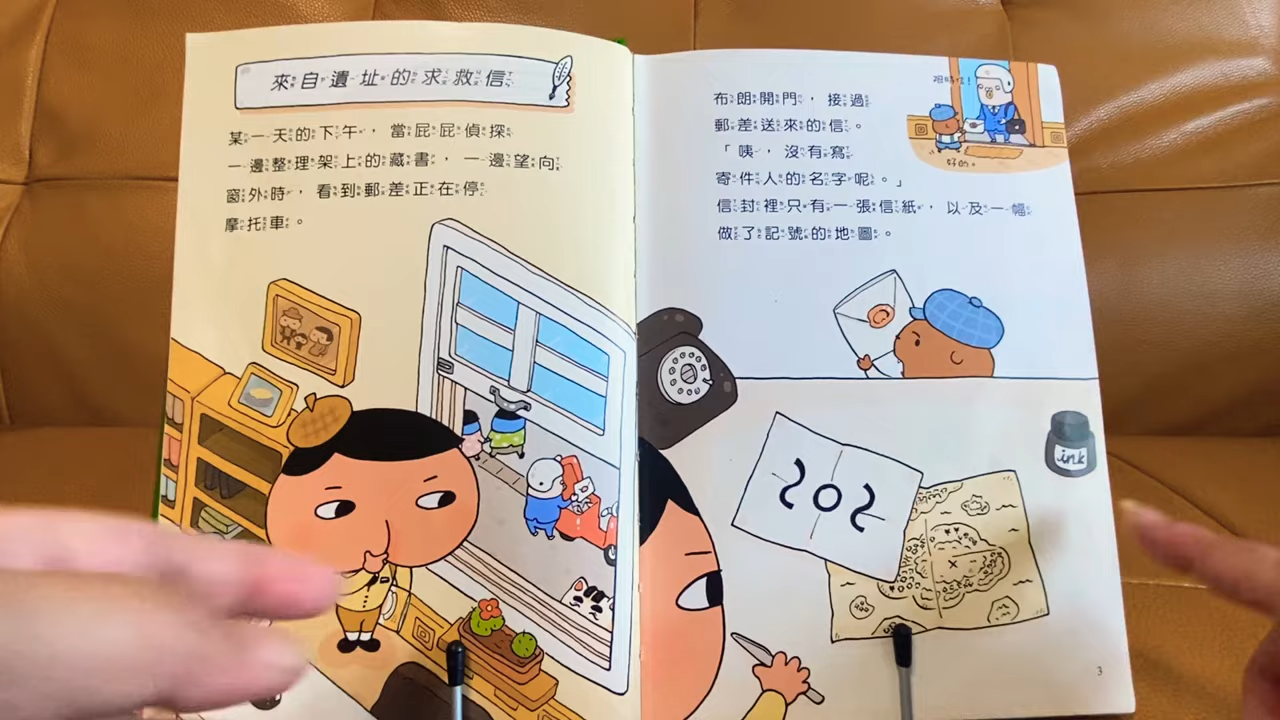 來自遺址的求救信
某一天的下午，當屁屁偵探
一邊整理架上的藏書，一邊望向
窗外時，看到郵差正在停
摩托車。
限時信！
好的。
布朗開門，接過
郵差送來的信。
「咦，沒有寫
寄件人的名字呢。」
信封裡只有一張信紙，以及一幅
做了記號的地圖。
SOS
ink
3